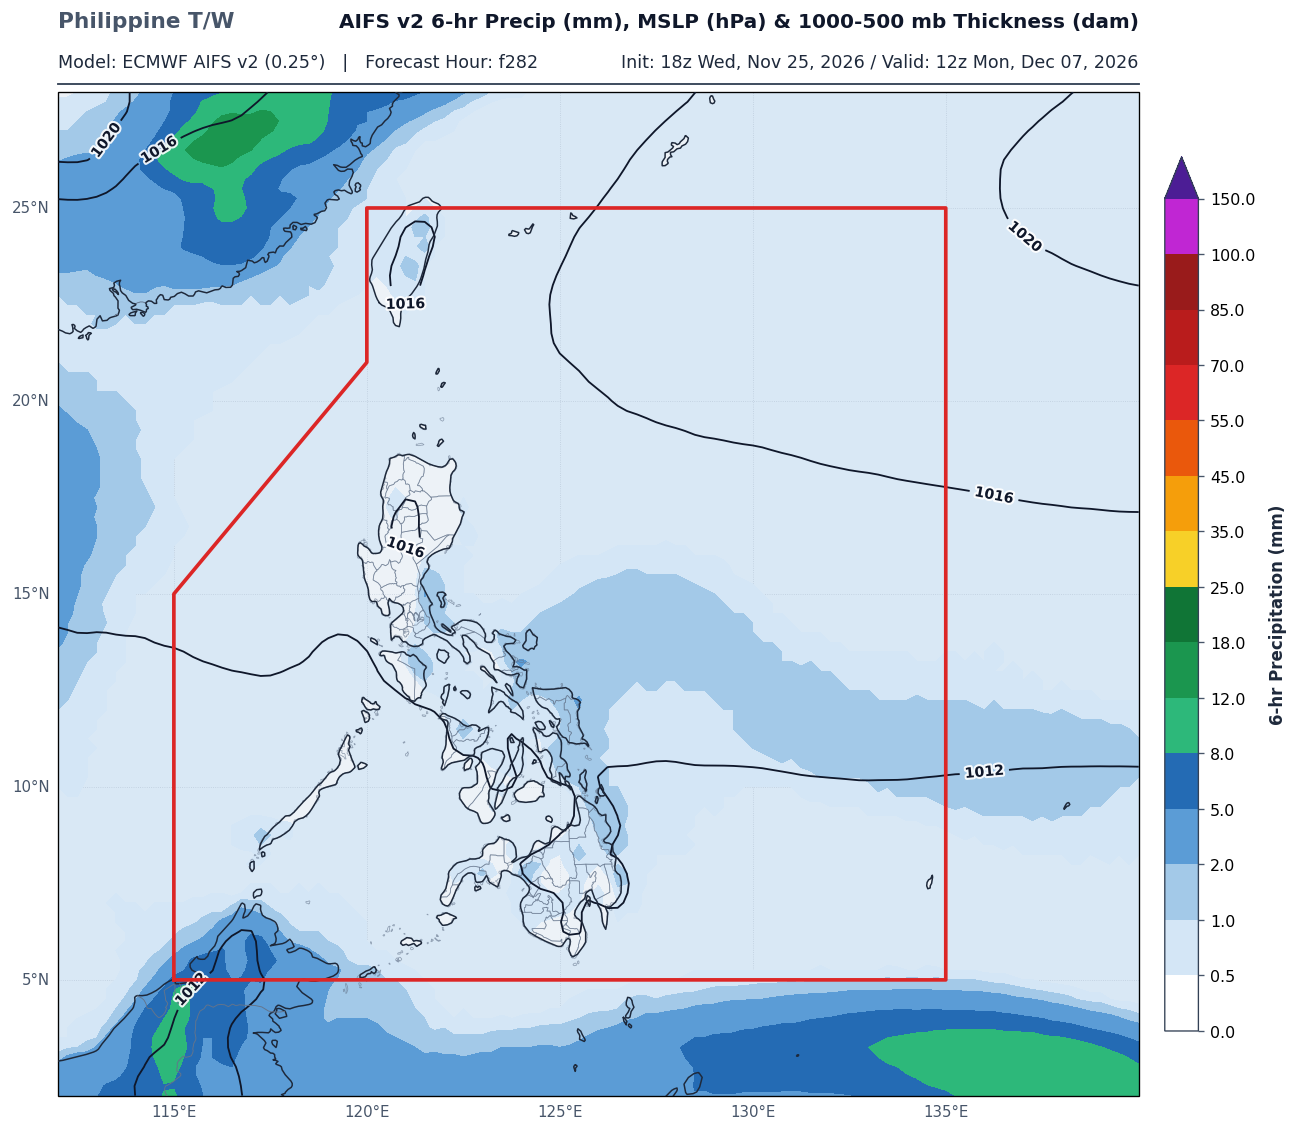 Philippine T/W
AIFS v2 6-hr Precip (mm), MSLP (hPa) & 1000-500 mb Thickness (dam)
Model: ECMWF AIFS v2 (0.25°) | Forecast Hour: f282
Init: 18z Wed, Nov 25, 2026 / Valid: 12z Mon, Dec 07, 2026
1020
1016
1020
1016
1016
1016
1012
1012
25°N
20°N
15°N
10°N
5°N
115°E
120°E
125°E
130°E
135°E
150.0
100.0
85.0
70.0
55.0
45.0
35.0
25.0
18.0
12.0
8.0
5.0
2.0
1.0
0.5
0.0
6-hr Precipitation (mm)